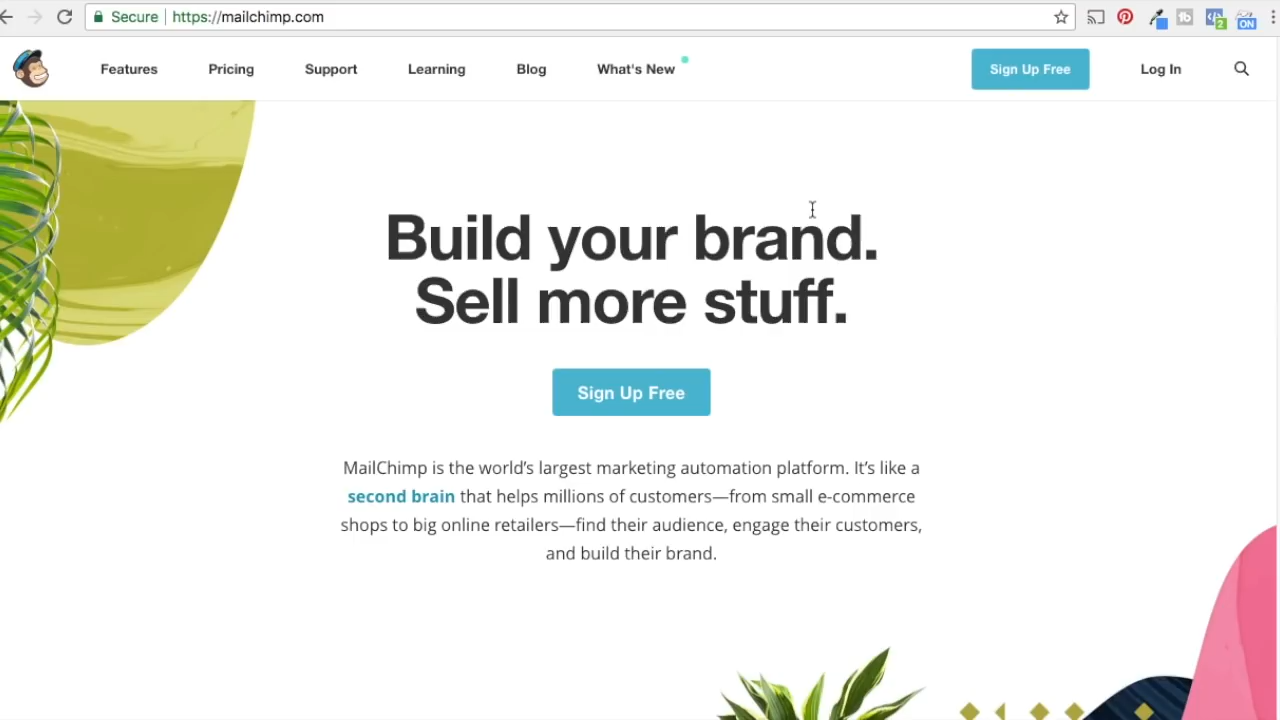 Secure https://mailchimp.com
2
ON
Features Pricing Support Learning Blog What's New Sign Up Free Log In
Build your brand.
Sell more stuff.
Sign Up Free
MailChimp is the world's largest marketing automation platform. It's like a
second brain that helps millions of customers—from small e-commerce
shops to big online retailers—find their audience, engage their customers,
and build their brand.